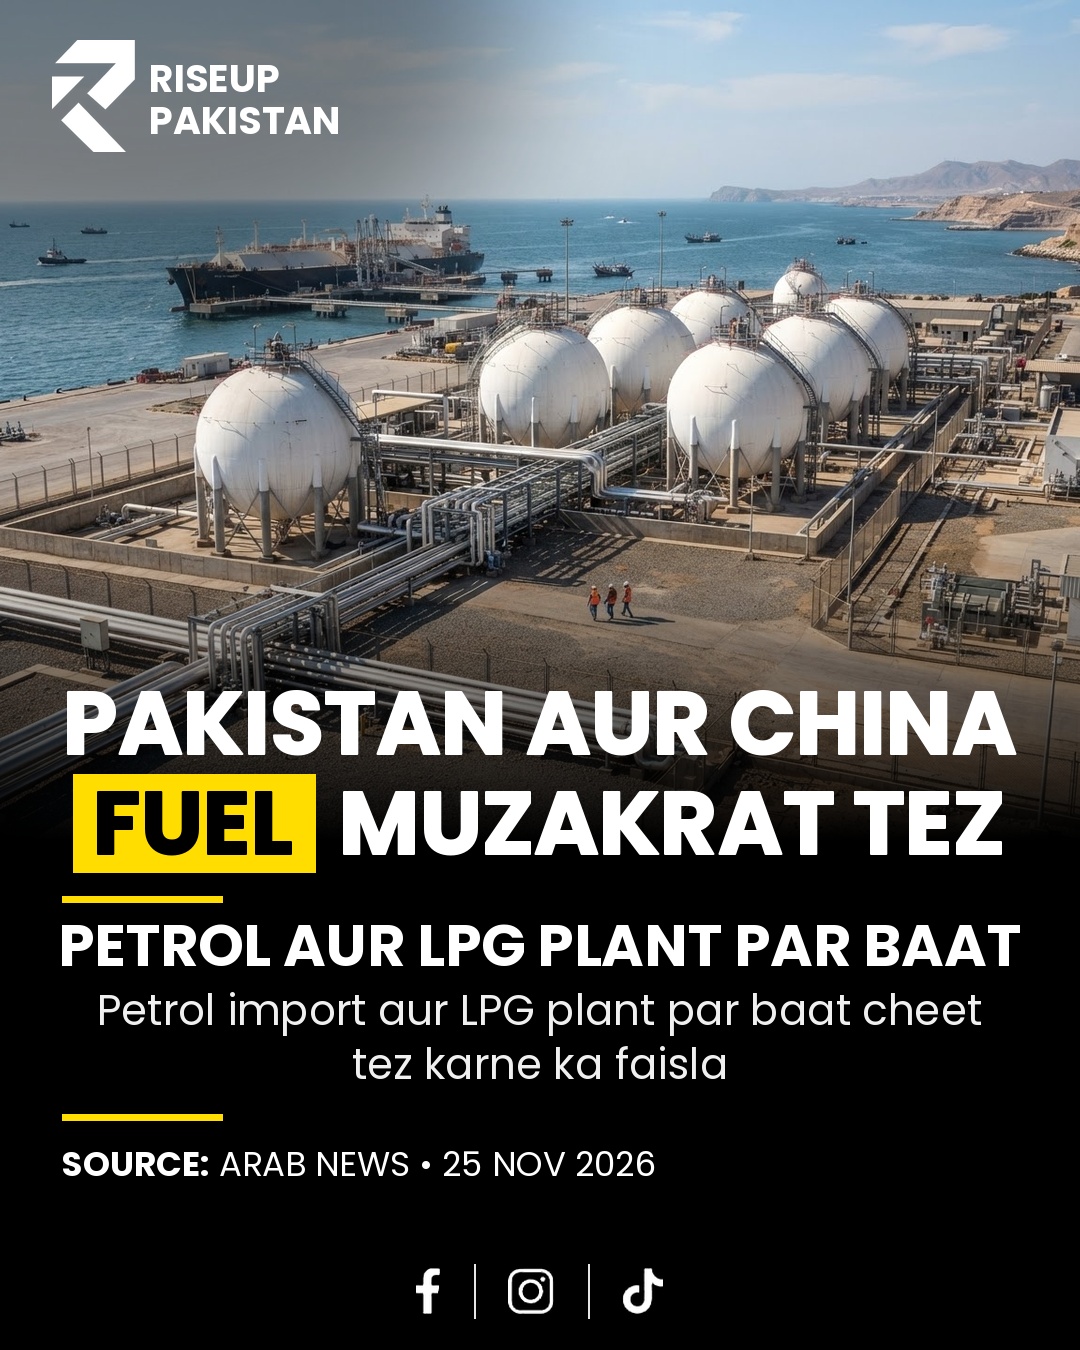 RISEUP
PAKISTAN
PAKISTAN AUR CHINA
FUEL MUZAKRAT TEZ
PETROL AUR LPG PLANT PAR BAAT
Petrol import aur LPG plant par baat cheet
tez karne ka faisla
SOURCE: ARAB NEWS • 25 NOV 2026